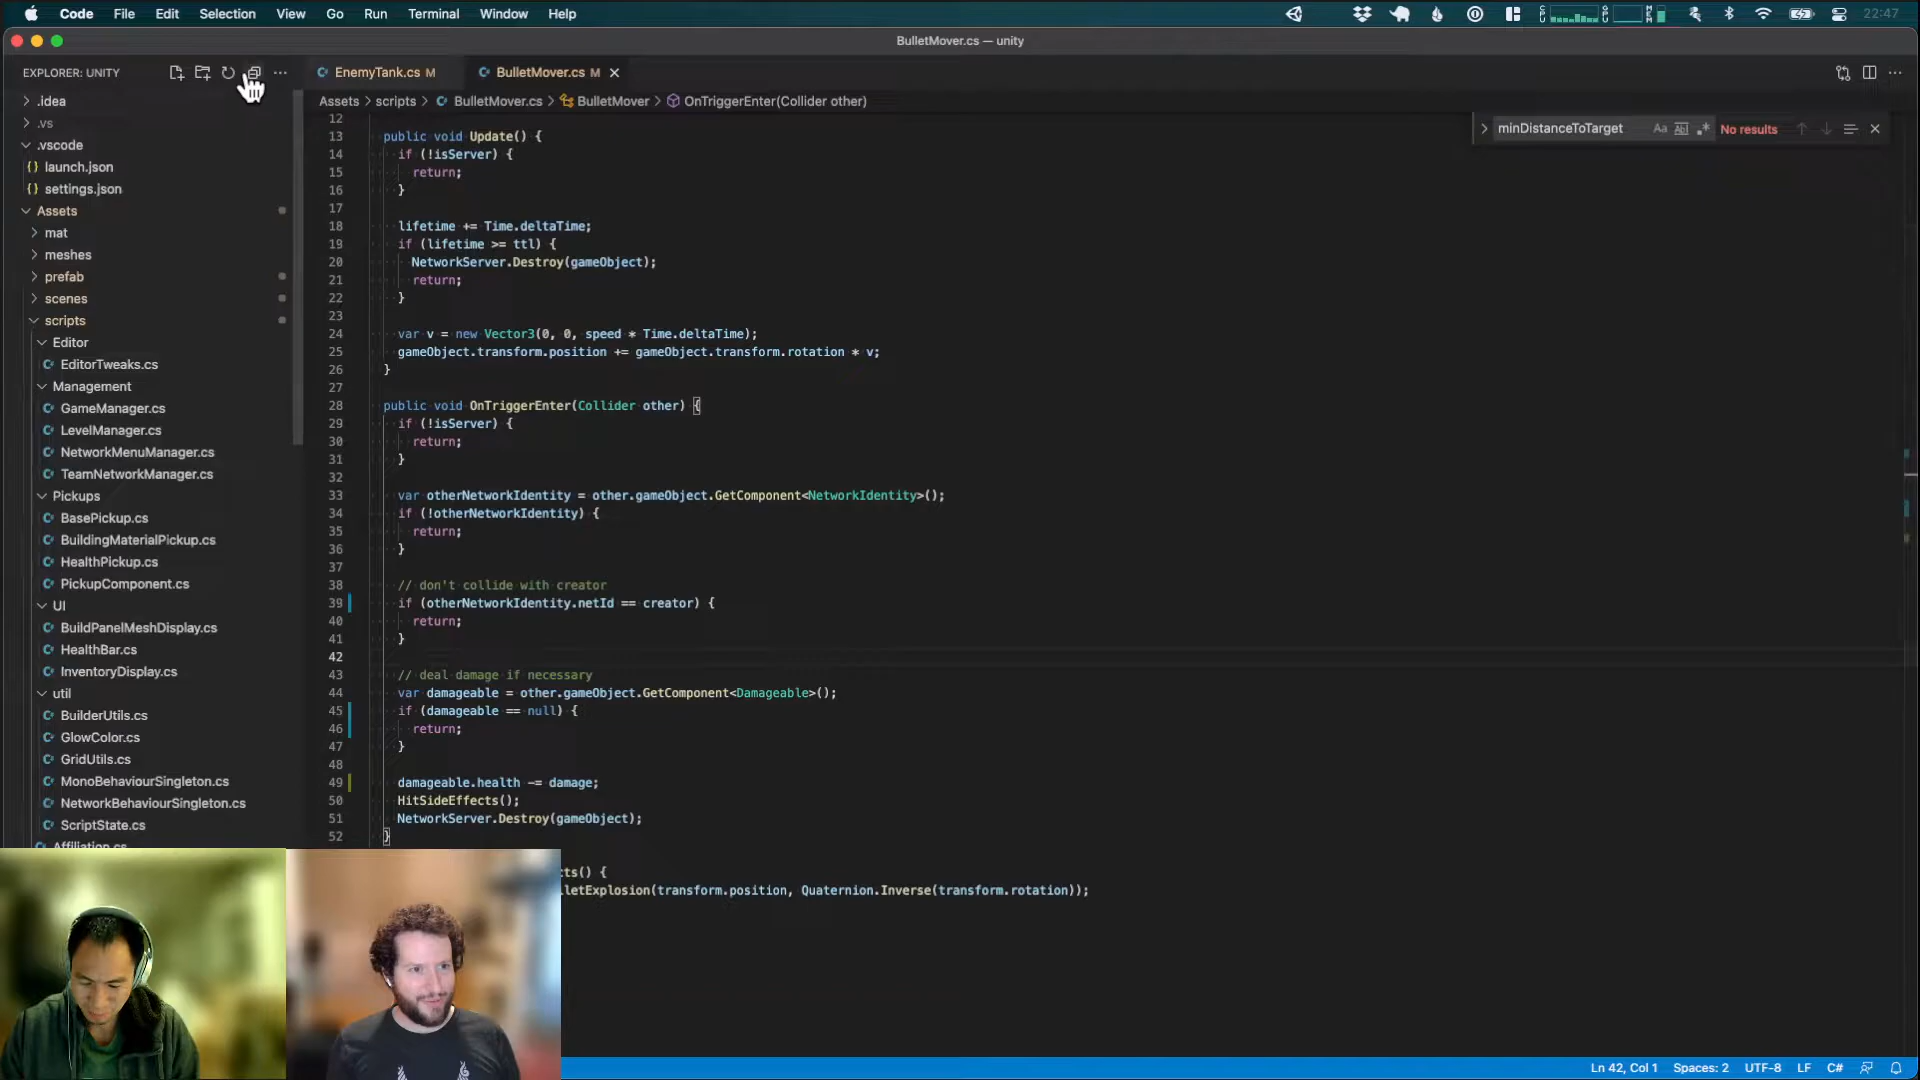 Code File Edit Selection View Go Run Terminal Window Help 22:47
BulletMover.cs — unity
EXPLORER: UNITY
EnemyTank.cs M
BulletMover.cs M
Assets > scripts > BulletMover.cs > BulletMover > OnTriggerEnter(Collider other)
minDistanceToTarget Aa ab .* No results
.idea
.vs
.vscode
launch.json
settings.json
Assets
mat
meshes
prefab
scenes
scripts
Editor
EditorTweaks.cs
Management
GameManager.cs
LevelManager.cs
NetworkMenuManager.cs
TeamNetworkManager.cs
Pickups
BasePickup.cs
BuildingMaterialPickup.cs
HealthPickup.cs
PickupComponent.cs
UI
BuildPanelMeshDisplay.cs
HealthBar.cs
InventoryDisplay.cs
util
BuilderUtils.cs
GlowColor.cs
GridUtils.cs
MonoBehaviourSingleton.cs
NetworkBehaviourSingleton.cs
ScriptState.cs
Affiliation.cs
12
13 public void Update() {
14 if (!isServer) {
15 return;
16 }
17
18 lifetime += Time.deltaTime;
19 if (lifetime >= ttl) {
20 NetworkServer.Destroy(gameObject);
21 return;
22 }
23
24 var v = new Vector3(0, 0, speed * Time.deltaTime);
25 gameObject.transform.position += gameObject.transform.rotation * v;
26 }
27
28 public void OnTriggerEnter(Collider other) {
29 if (!isServer) {
30 return;
31 }
32
33 var otherNetworkIdentity = other.gameObject.GetComponent<NetworkIdentity>();
34 if (!otherNetworkIdentity) {
35 return;
36 }
37
38 // don't collide with creator
39 if (otherNetworkIdentity.netId == creator) {
40 return;
41 }
42
43 // deal damage if necessary
44 var damageable = other.gameObject.GetComponent<Damageable>();
45 if (damageable == null) {
46 return;
47 }
48
49 damageable.health -= damage;
50 HitSideEffects();
51 NetworkServer.Destroy(gameObject);
52 }
cts() {
lletExplosion(transform.position, Quaternion.Inverse(transform.rotation));
Ln 42, Col 1 Spaces: 2 UTF-8 LF C#